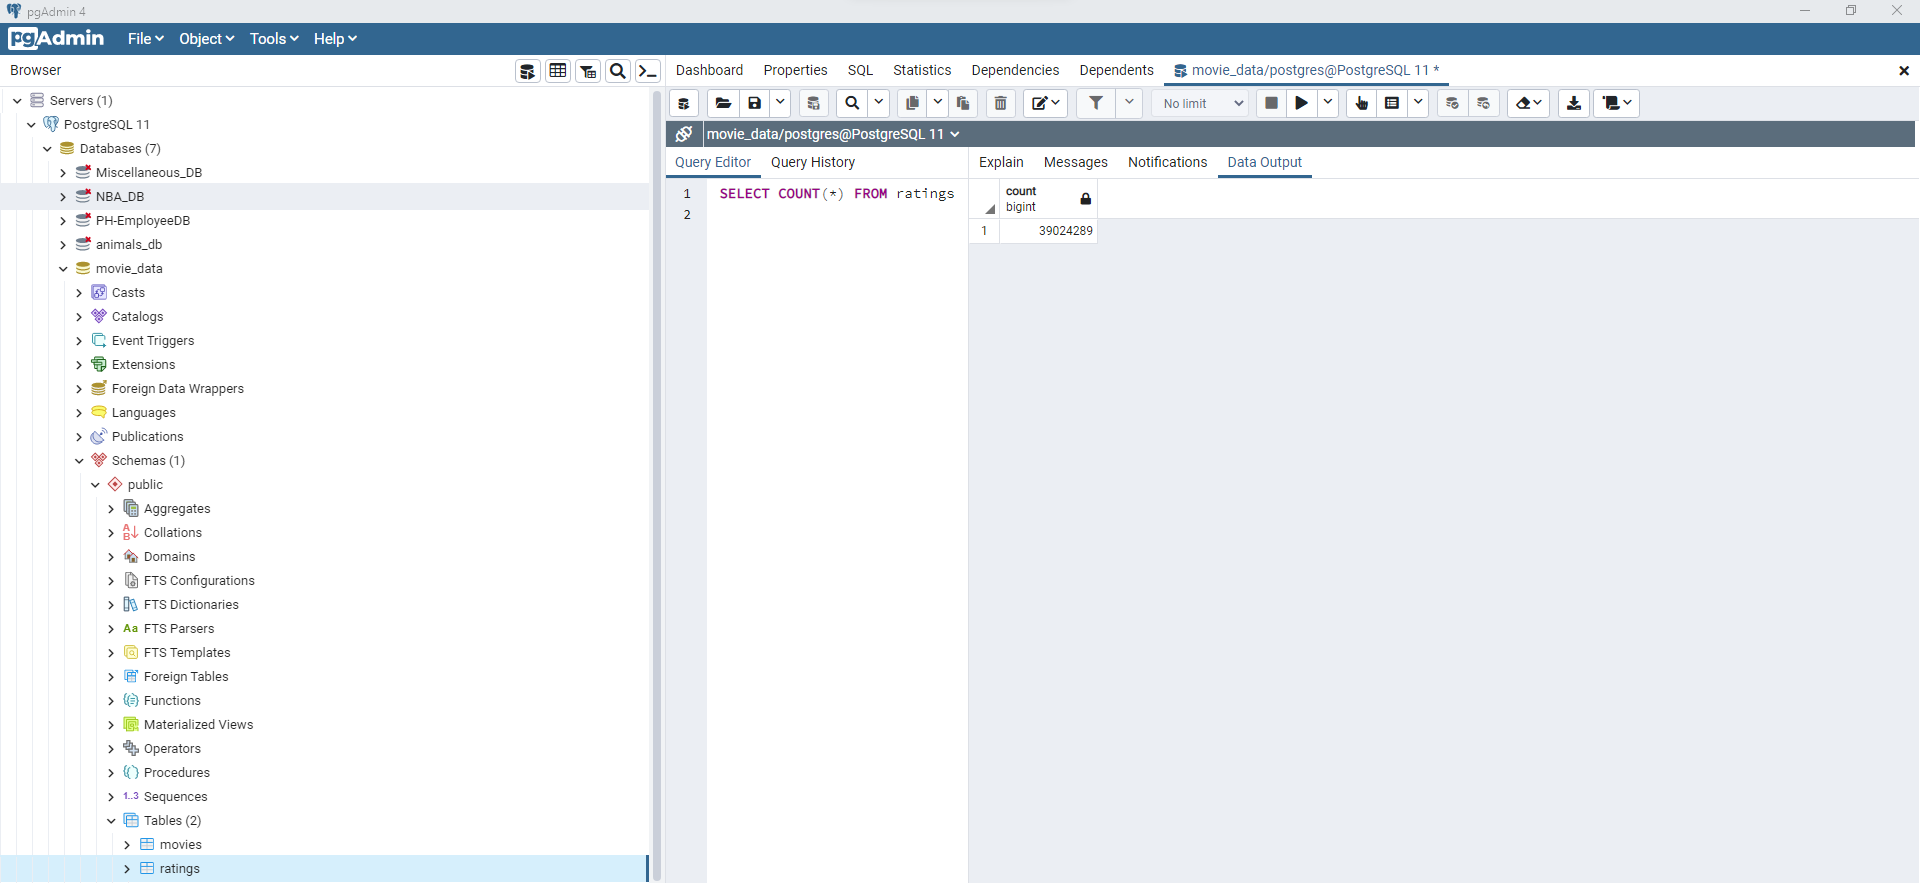 pgAdmin 4
pgAdmin File Object Tools Help
Browser
Dashboard Properties SQL Statistics Dependencies Dependents movie_data/postgres@PostgreSQL 11 *
No limit
movie_data/postgres@PostgreSQL 11
Query Editor Query History
Explain Messages Notifications Data Output
1 SELECT COUNT(*) FROM ratings
2
count
bigint
1 39024289
Servers (1)
PostgreSQL 11
Databases (7)
Miscellaneous_DB
NBA_DB
PH-EmployeeDB
animals_db
movie_data
Casts
Catalogs
Event Triggers
Extensions
Foreign Data Wrappers
Languages
Publications
Schemas (1)
public
Aggregates
Collations
Domains
FTS Configurations
FTS Dictionaries
Aa FTS Parsers
FTS Templates
Foreign Tables
Functions
Materialized Views
Operators
Procedures
1..3 Sequences
Tables (2)
movies
ratings